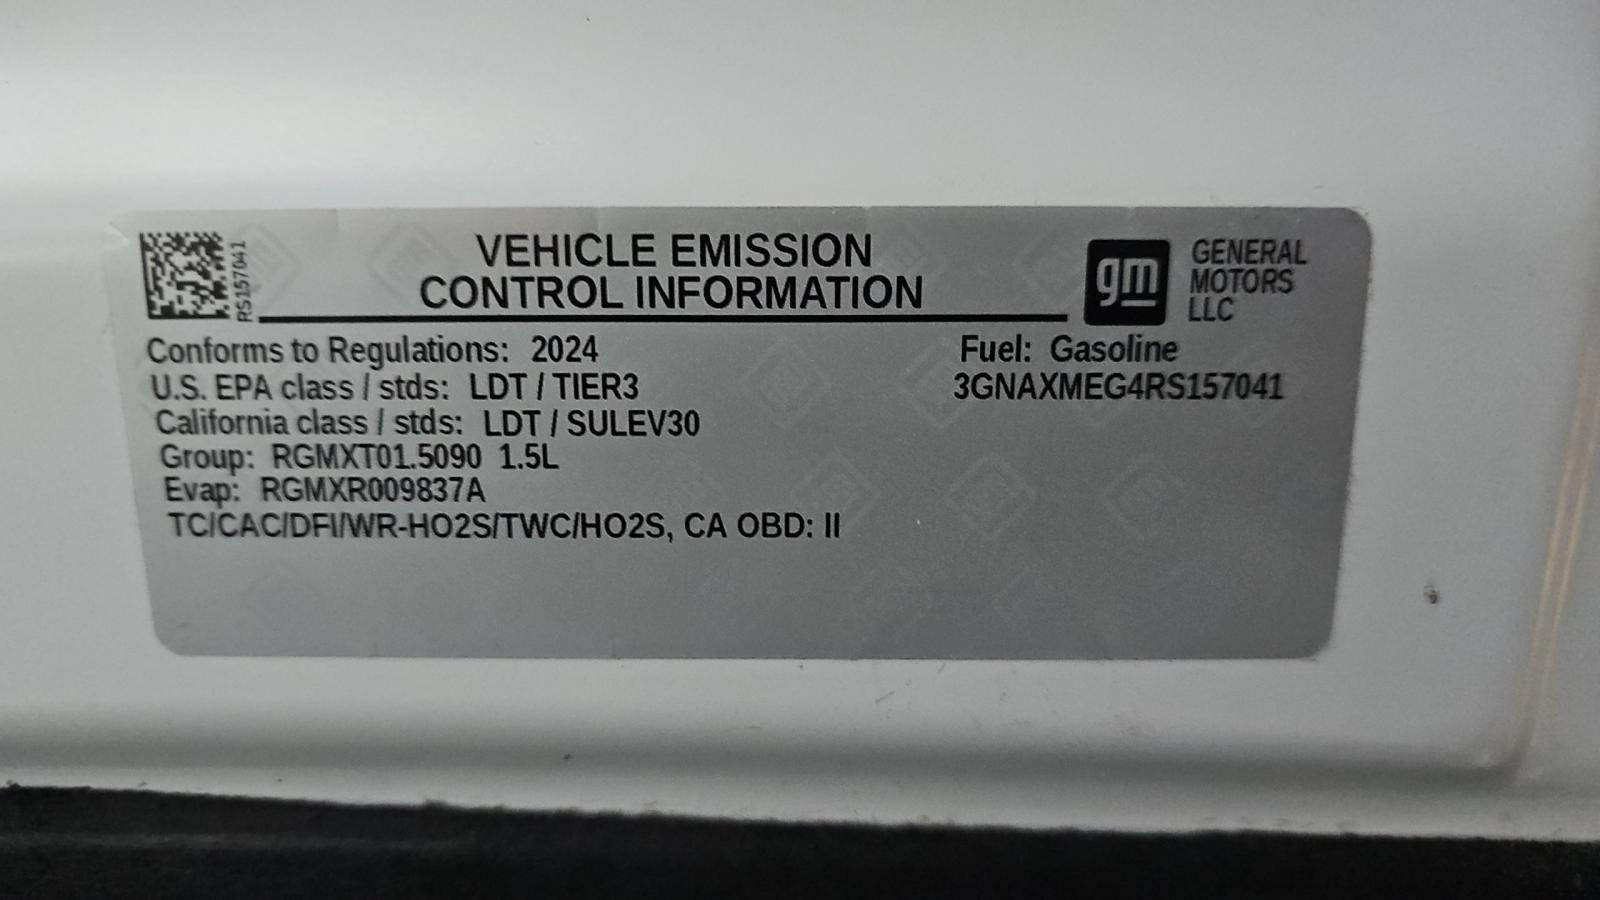 RS157041
VEHICLE EMISSION
CONTROL INFORMATION
gm
GENERAL
MOTORS
LLC
Conforms to Regulations: 2024
U.S. EPA class / stds: LDT / TIER3
California class / stds: LDT / SULEV30
Group: RGMXT01.5090 1.5L
Evap: RGMXR009837A
TC/CAC/DFI/WR-HO2S/TWC/HO2S, CA OBD: II
Fuel: Gasoline
3GNAXMEG4RS157041